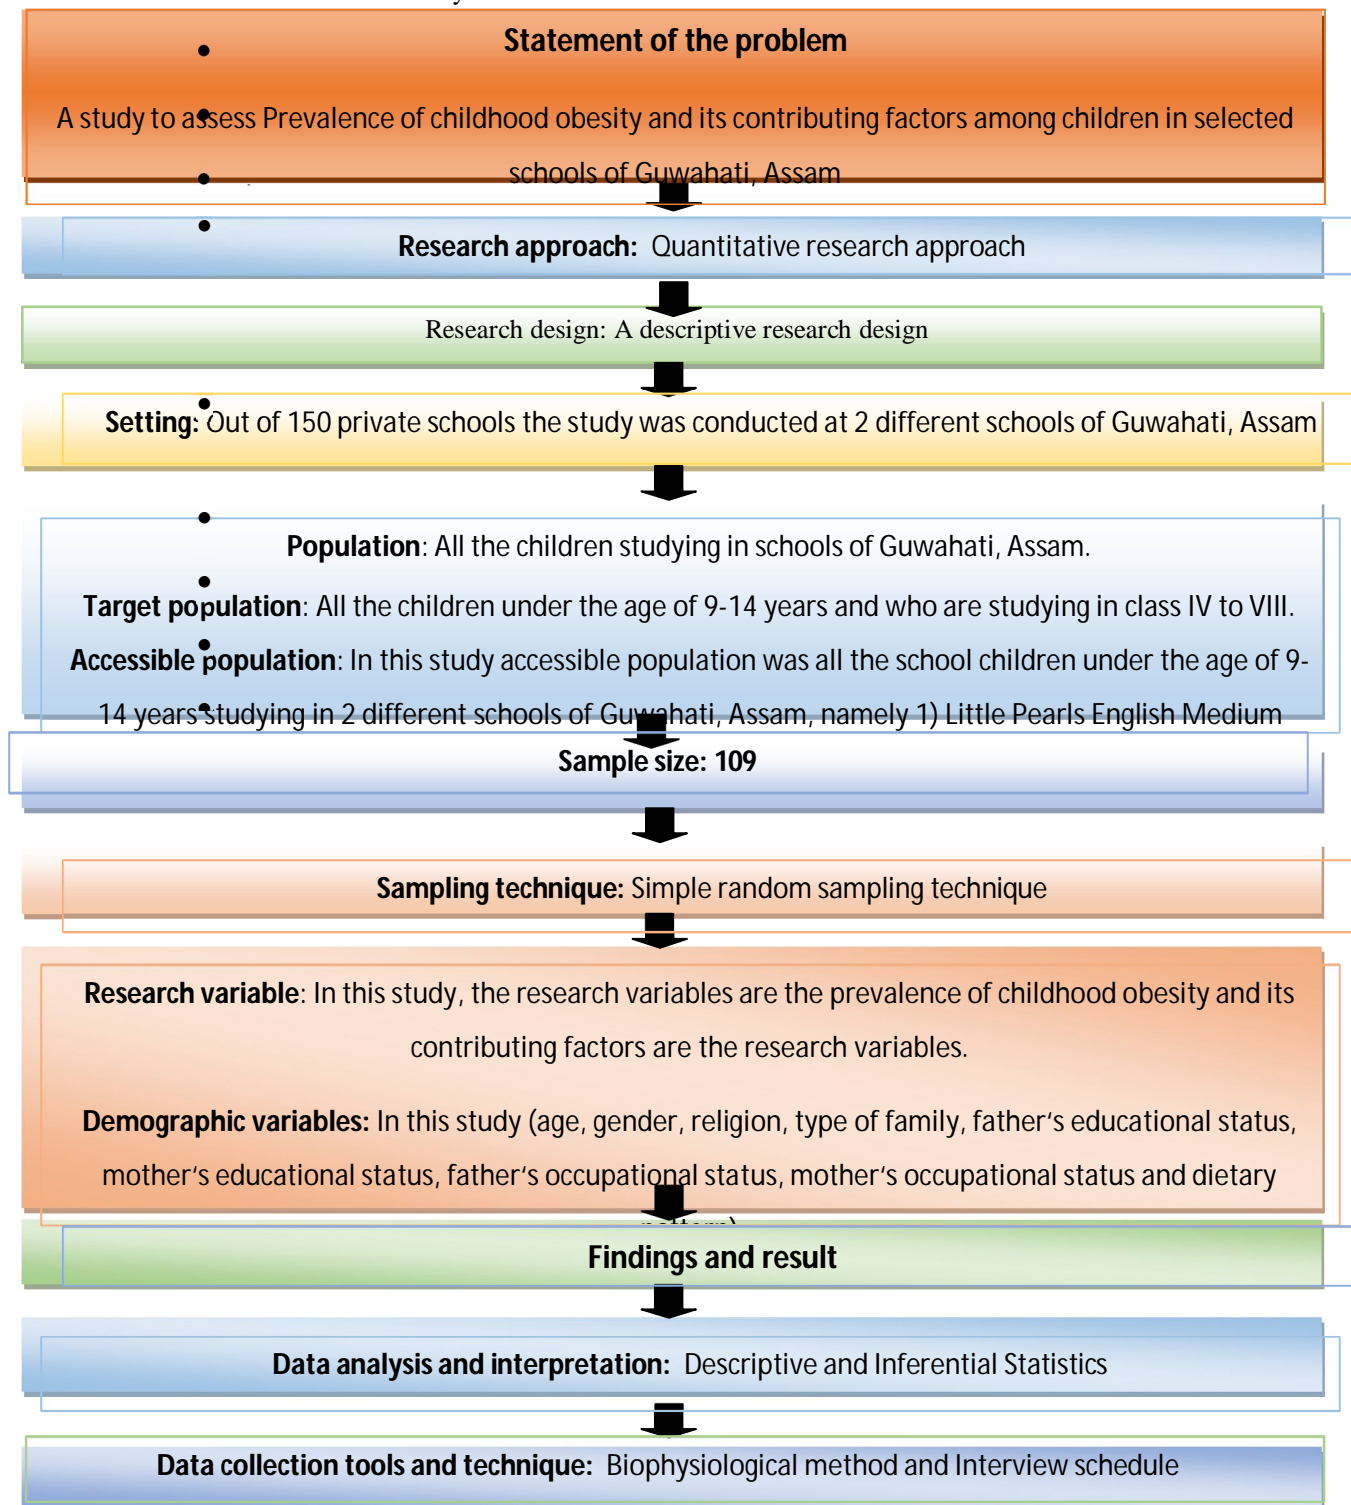 Statement of the problem
A study to assess Prevalence of childhood obesity and its contributing factors among children in selected
schools of Guwahati, Assam
Research approach: Quantitative research approach
Research design: A descriptive research design
Setting: Out of 150 private schools the study was conducted at 2 different schools of Guwahati, Assam
Population: All the children studying in schools of Guwahati, Assam.
Target population: All the children under the age of 9-14 years and who are studying in class IV to VIII.
Accessible population: In this study accessible population was all the school children under the age of 9-
14 years studying in 2 different schools of Guwahati, Assam, namely 1) Little Pearls English Medium
Sample size: 109
Sampling technique: Simple random sampling technique
Research variable: In this study, the research variables are the prevalence of childhood obesity and its
contributing factors are the research variables.
Demographic variables: In this study (age, gender, religion, type of family, father’s educational status,
mother’s educational status, father’s occupational status, mother’s occupational status and dietary
Findings and result
Data analysis and interpretation: Descriptive and Inferential Statistics
Data collection tools and technique: Biophysiological method and Interview schedule